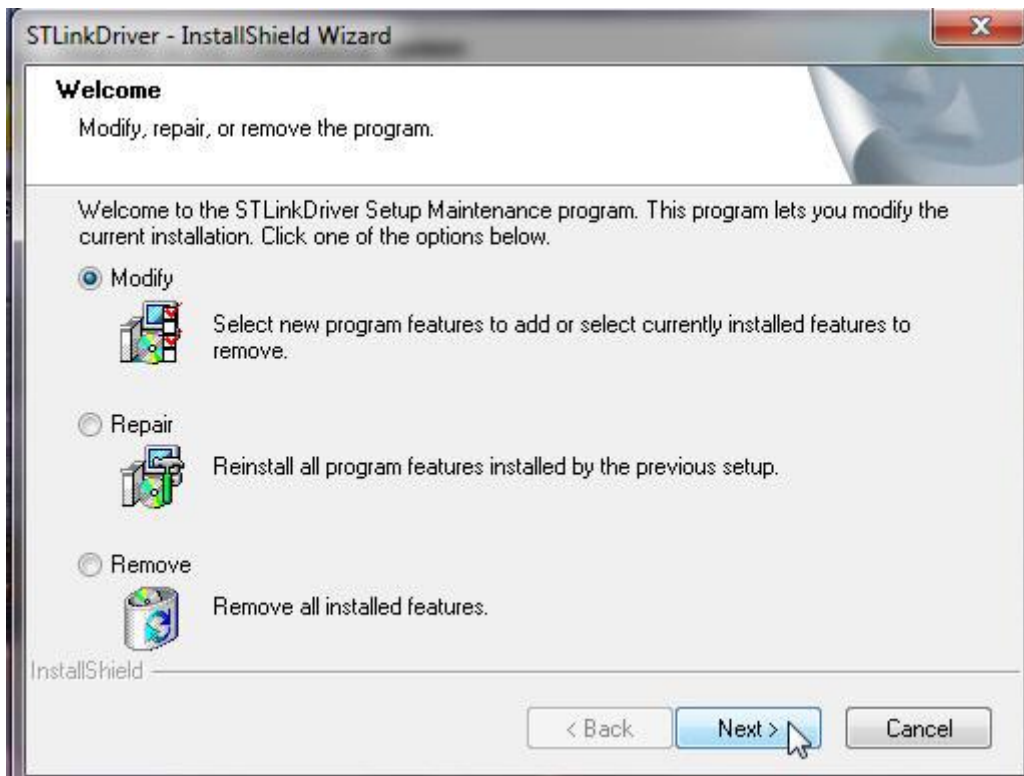 STLinkDriver - InstallShield Wizard
Welcome
Modify, repair, or remove the program.
Welcome to the STLinkDriver Setup Maintenance program. This program lets you modify the
current installation. Click one of the options below.
Modify
Select new program features to add or select currently installed features to
remove.
Repair
Reinstall all program features installed by the previous setup.
Remove
Remove all installed features.
InstallShield
< Back
Next >
Cancel